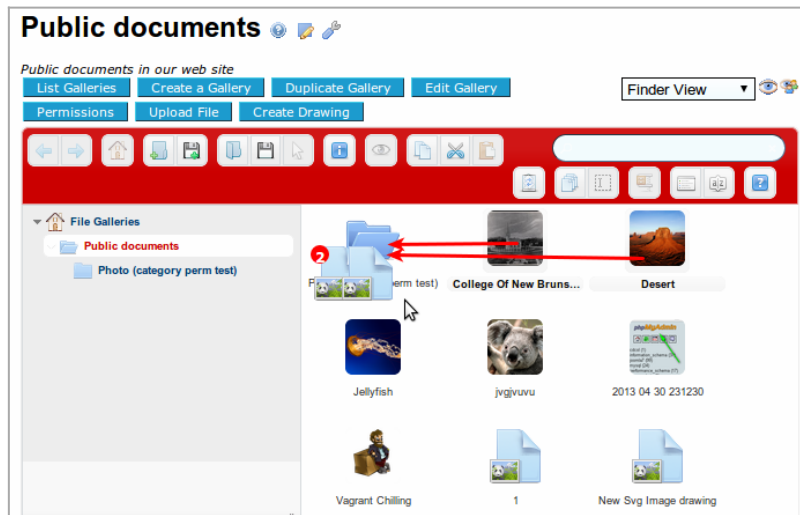 Public documents
Public documents in our web site
List Galleries Create a Gallery Duplicate Gallery Edit Gallery
Finder View
Permissions Upload File Create Drawing
File Galleries
Public documents
Photo (category perm test)
2
perm test) College Of New Bruns... Desert
phpMyAdmin
Jellyfish jvgjvuvu 2013 04 30 231230
Vagrant Chilling 1 New Svg Image drawing